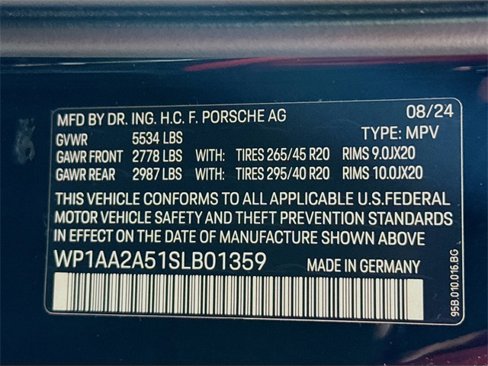 MFD BY DR. ING. H.C. F. PORSCHE AG 08/24
GVWR 5534 LBS TYPE: MPV
GAWR FRONT 2778 LBS WITH: TIRES 265/45 R20 RIMS 9.0JX20
GAWR REAR 2987 LBS WITH: TIRES 295/40 R20 RIMS 10.0JX20
THIS VEHICLE CONFORMS TO ALL APPLICABLE U.S.FEDERAL
MOTOR VEHICLE SAFETY AND THEFT PREVENTION STANDARDS
IN EFFECT ON THE DATE OF MANUFACTURE SHOWN ABOVE
WP1AA2A51SLB01359 MADE IN GERMANY
95B.010.016.BG